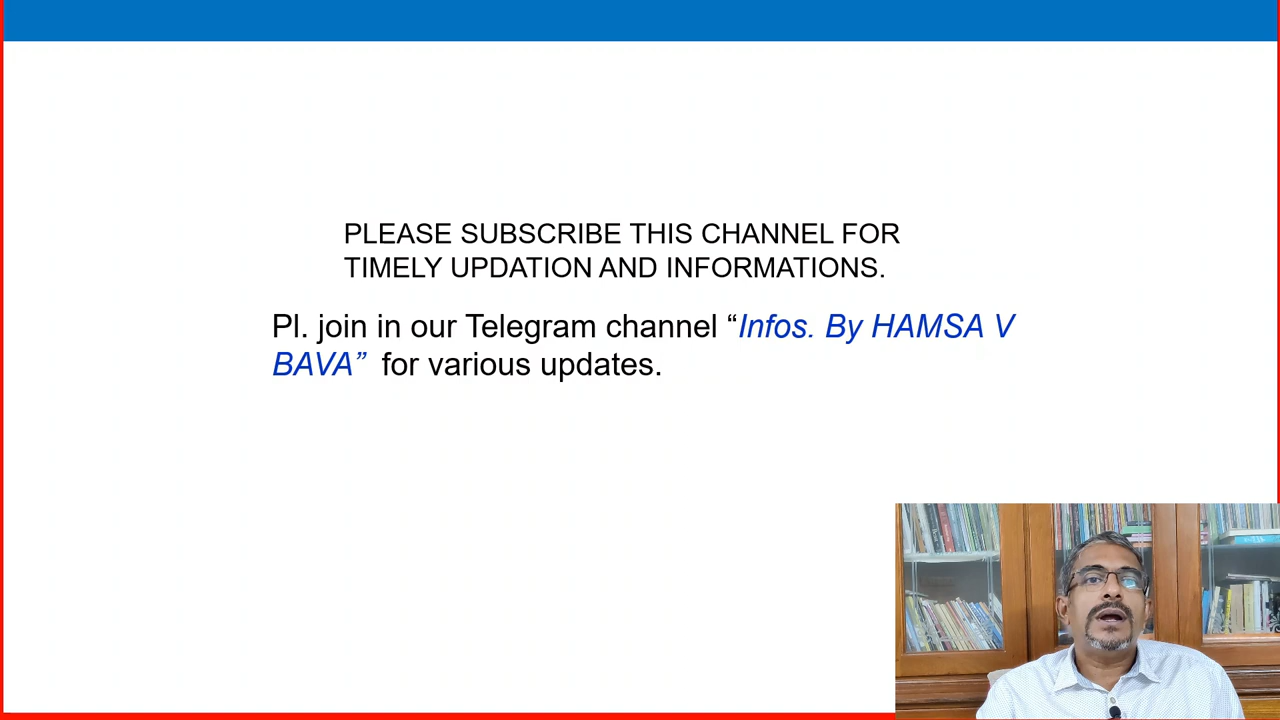 PLEASE SUBSCRIBE THIS CHANNEL FOR
TIMELY UPDATION AND INFORMATIONS.
Pl. join in our Telegram channel “Infos. By HAMSA V
BAVA” for various updates.